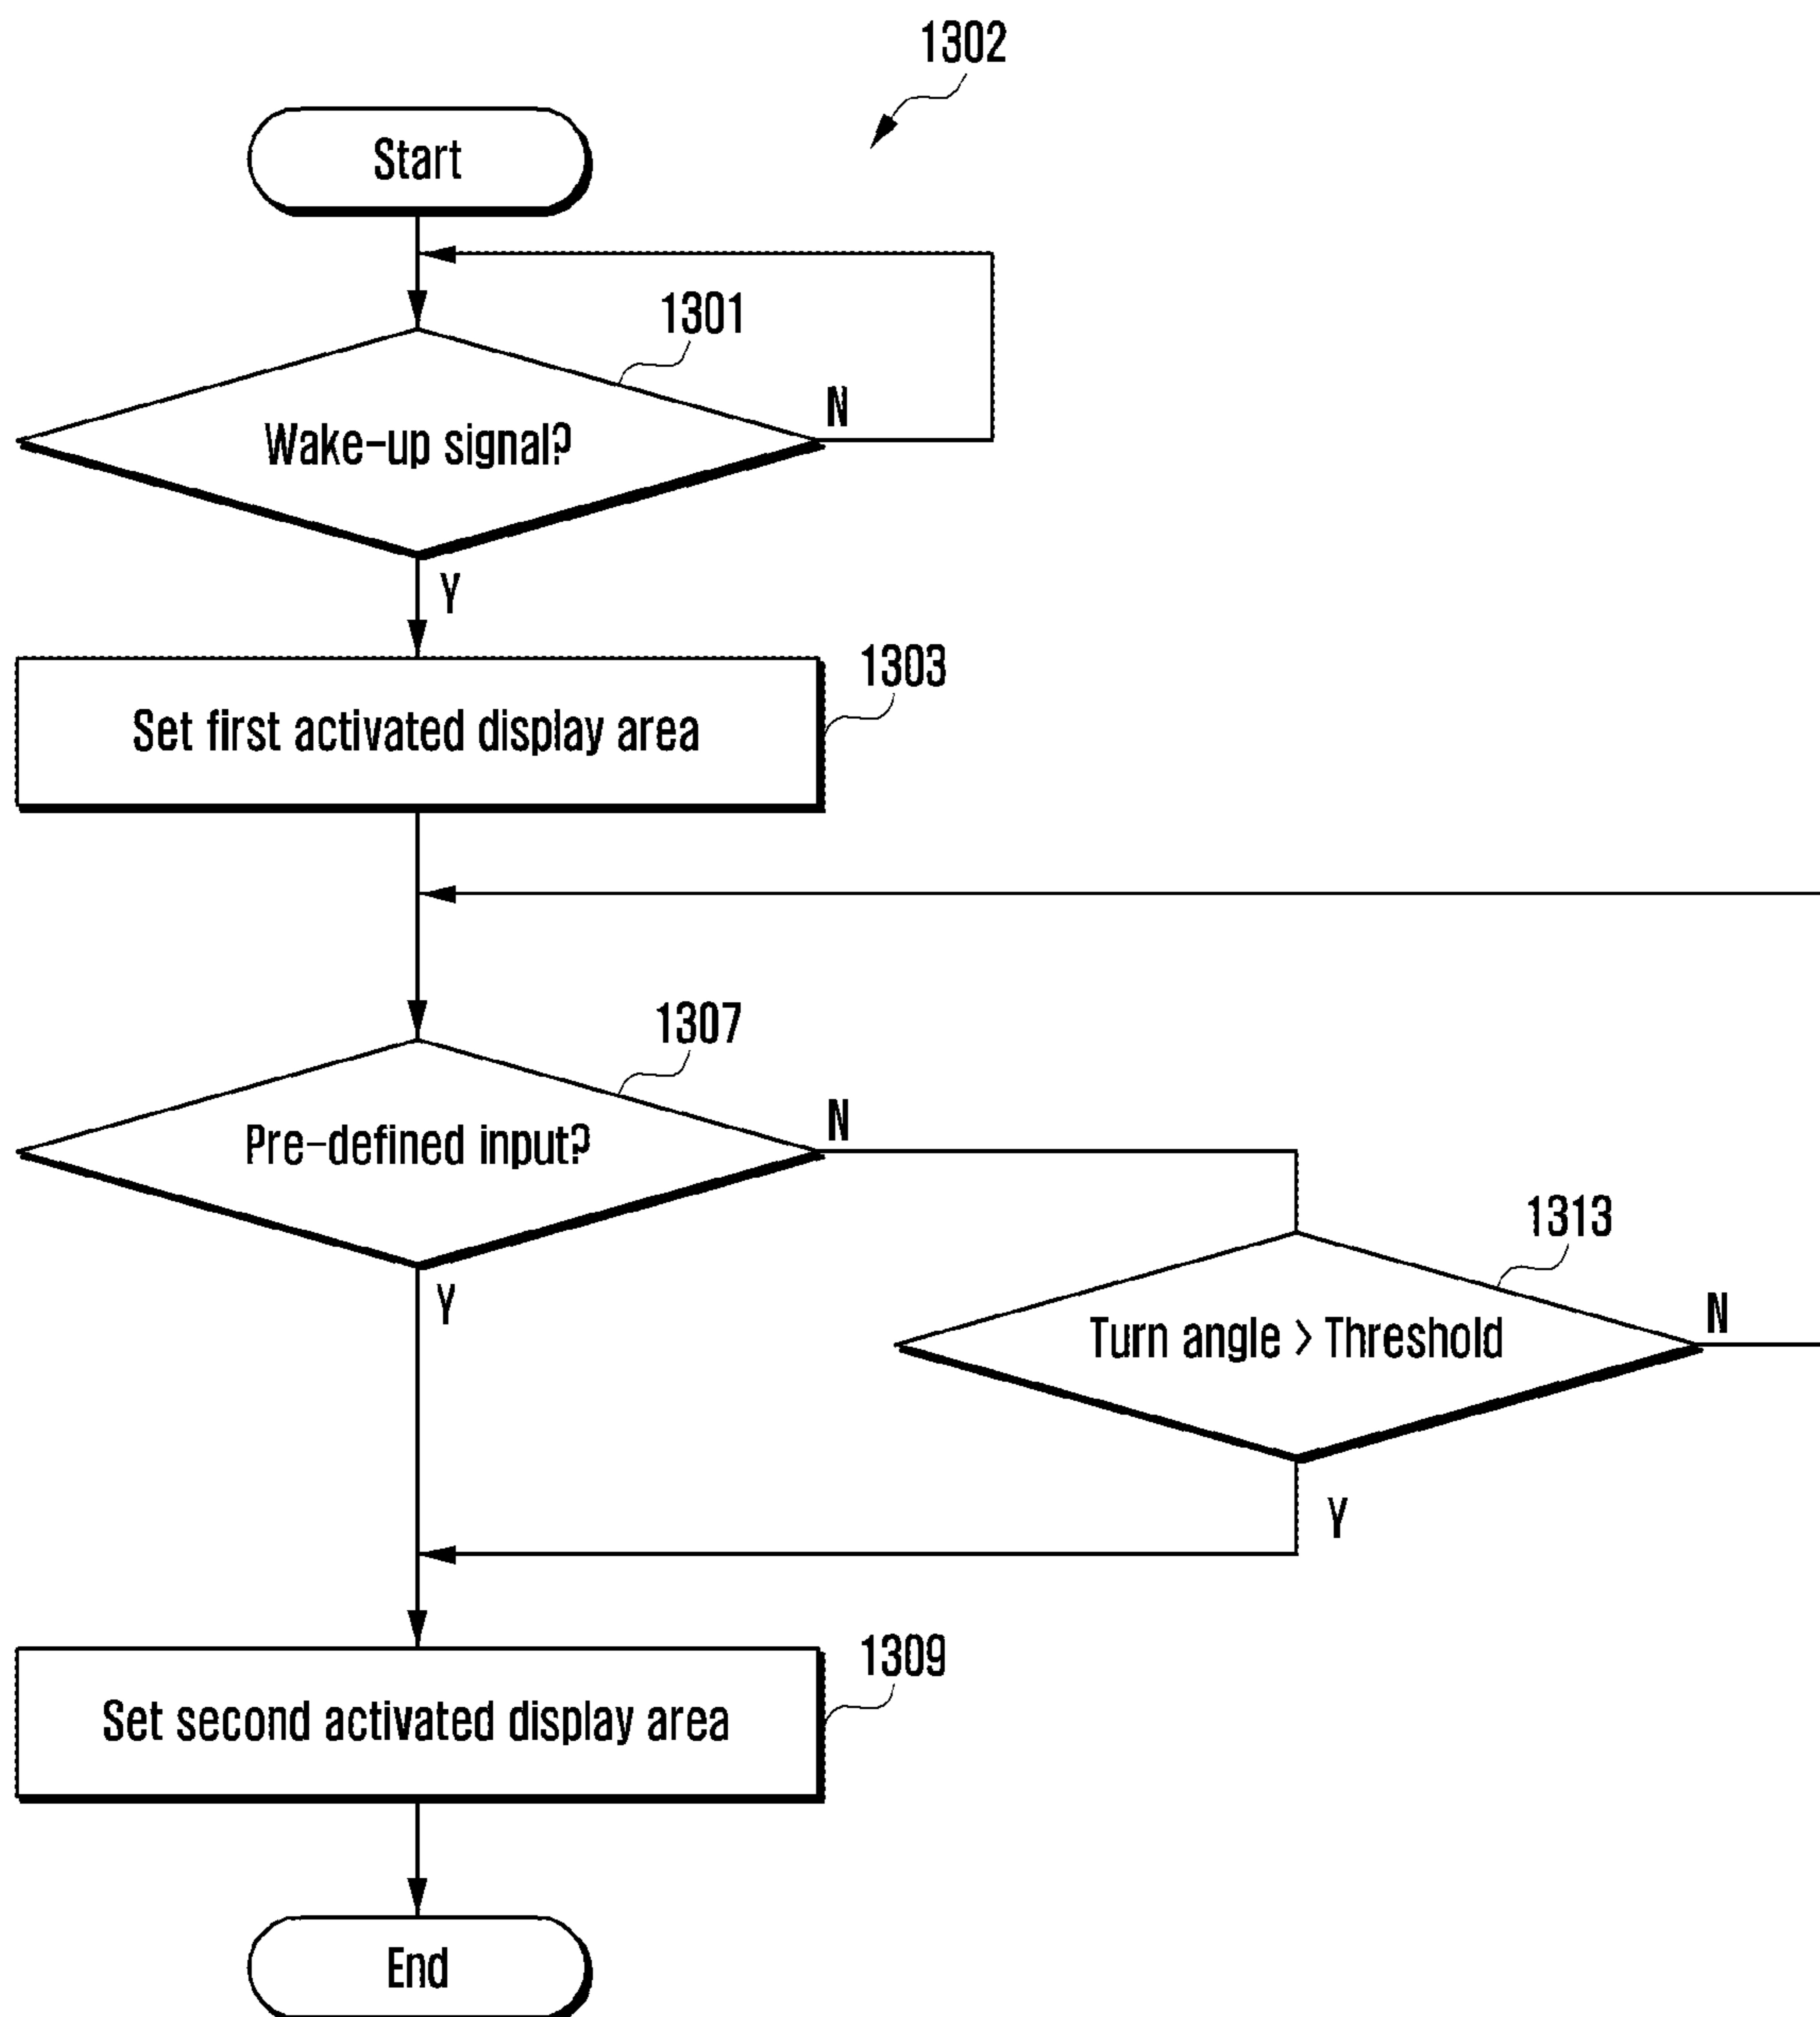 1302
Start
1301
Wake-up signal?
N
Y
1303
Set first activated display area
1307
Pre-defined input?
N
Y
1313
Turn angle > Threshold
N
Y
1309
Set second activated display area
End